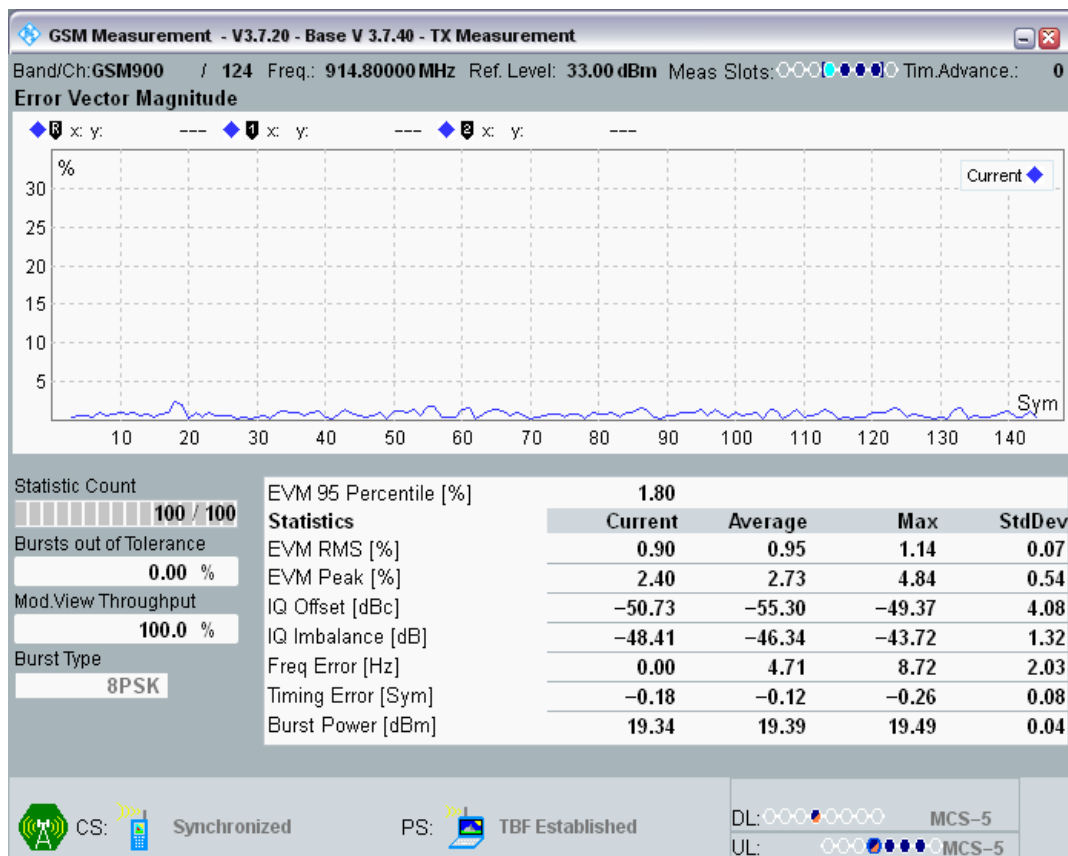 GSM Measurement - V3.7.20 - Base V 3.7.40 - TX Measurement
Band/Ch:GSM900 / 124 Freq.: 914.80000 MHz Ref. Level: 33.00 dBm Meas Slots: Tim.Advance.: 0
Error Vector Magnitude
R x: y: --- 1 x: y: --- 2 x: y: ---
%
Current
30
25
20
15
10
5
Sym
10 20 30 40 50 60 70 80 90 100 110 120 130 140
Statistic Count
100 / 100
Bursts out of Tolerance
0.00 %
Mod.View Throughput
100.0 %
Burst Type
8PSK
EVM 95 Percentile [%] 1.80
Statistics Current Average Max StdDev
EVM RMS [%] 0.90 0.95 1.14 0.07
EVM Peak [%] 2.40 2.73 4.84 0.54
IQ Offset [dBc] −50.73 −55.30 −49.37 4.08
IQ Imbalance [dB] −48.41 −46.34 −43.72 1.32
Freq Error [Hz] 0.00 4.71 8.72 2.03
Timing Error [Sym] −0.18 −0.12 −0.26 0.08
Burst Power [dBm] 19.34 19.39 19.49 0.04
CS: Synchronized PS: TBF Established
DL: MCS−5
UL: MCS−5